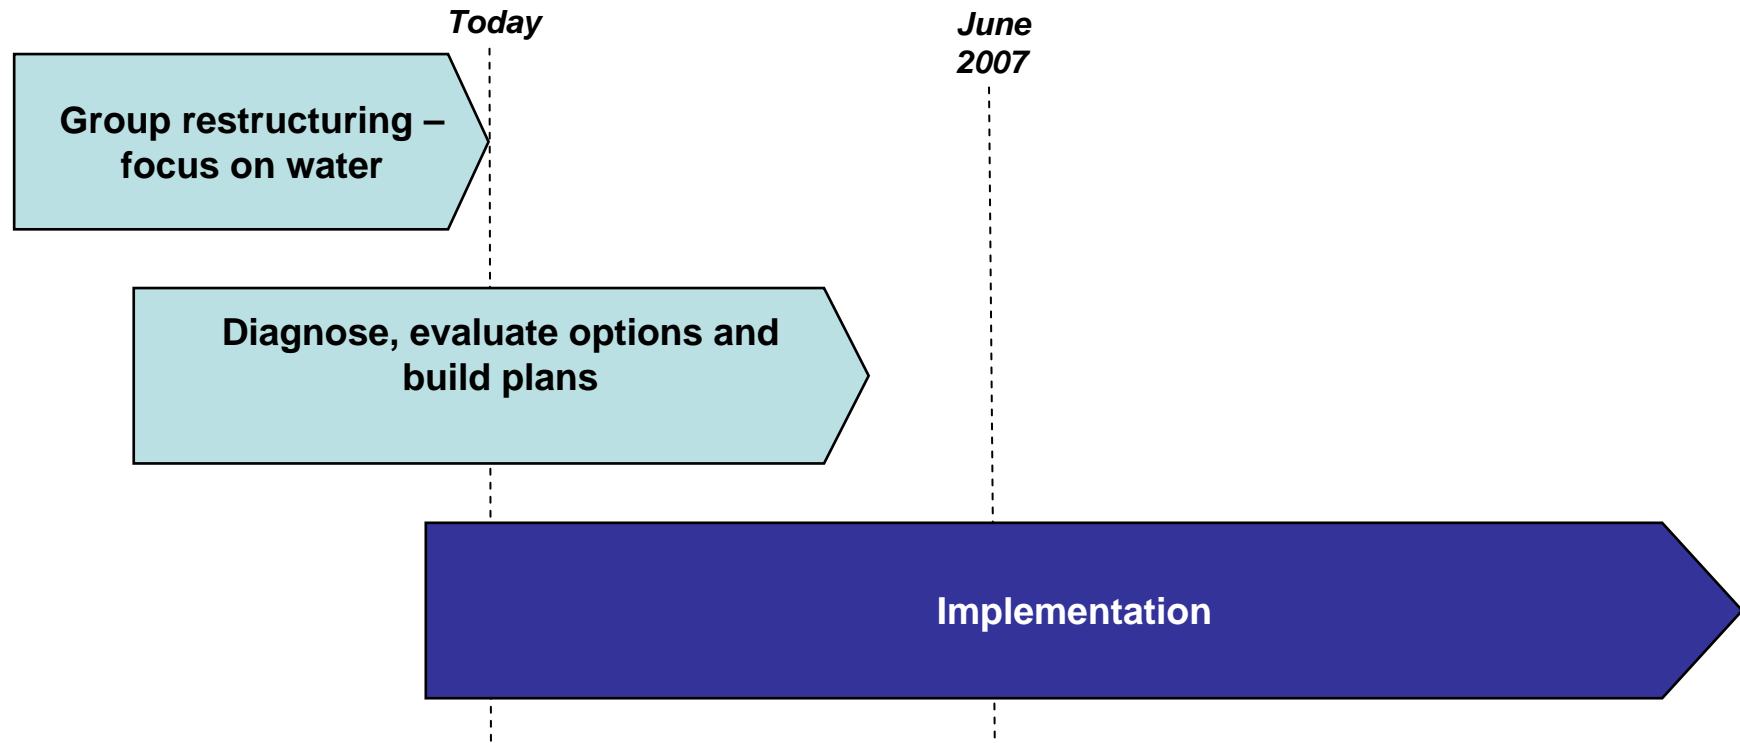 Today
June
2007
Group restructuring –
focus on water
Diagnose, evaluate options and
build plans
Implementation